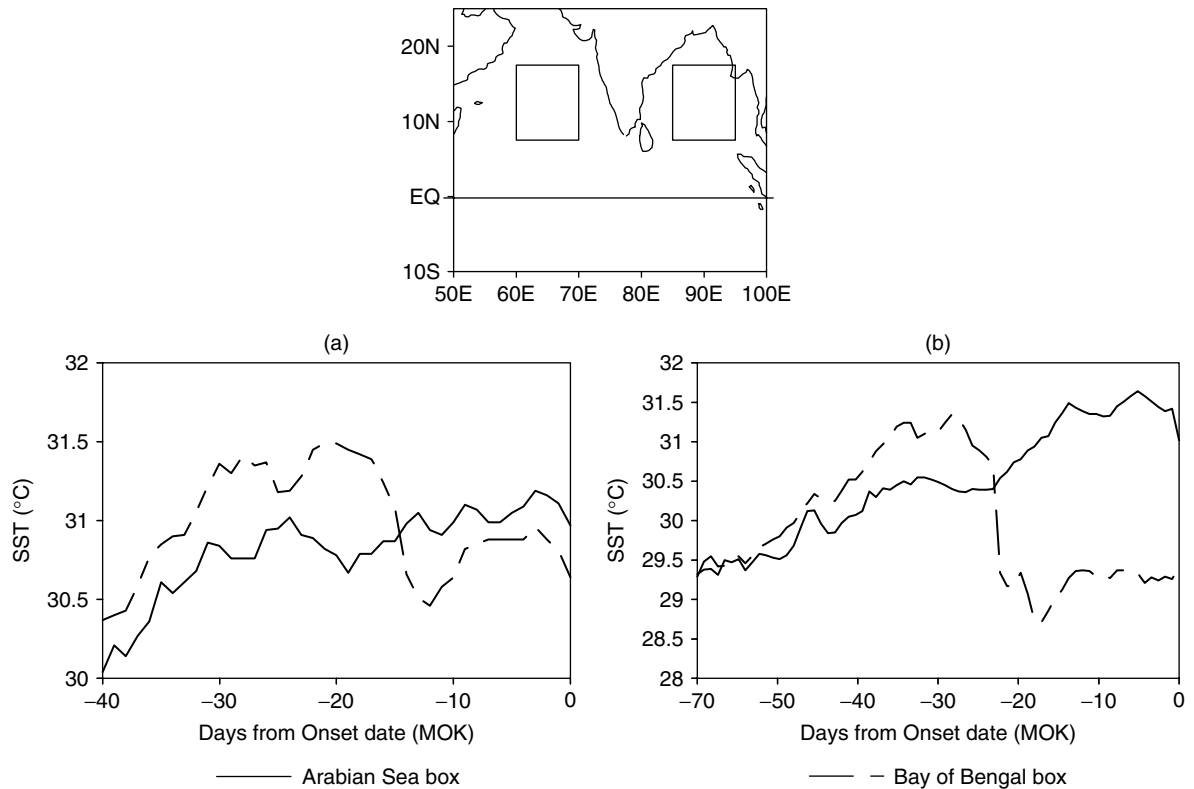 20N
10N
EQ
10S
50E 60E 70E 80E 90E 100E
(a)
32
31.5
31
30.5
30
SST (°C)
−40 −30 −20 −10 0
Days from Onset date (MOK)
Arabian Sea box
(b)
32
31.5
31
30.5
30
29.5
29
28.5
28
SST (°C)
−70 −60 −50 −40 −30 −20 −10 0
Days from Onset date (MOK)
Bay of Bengal box